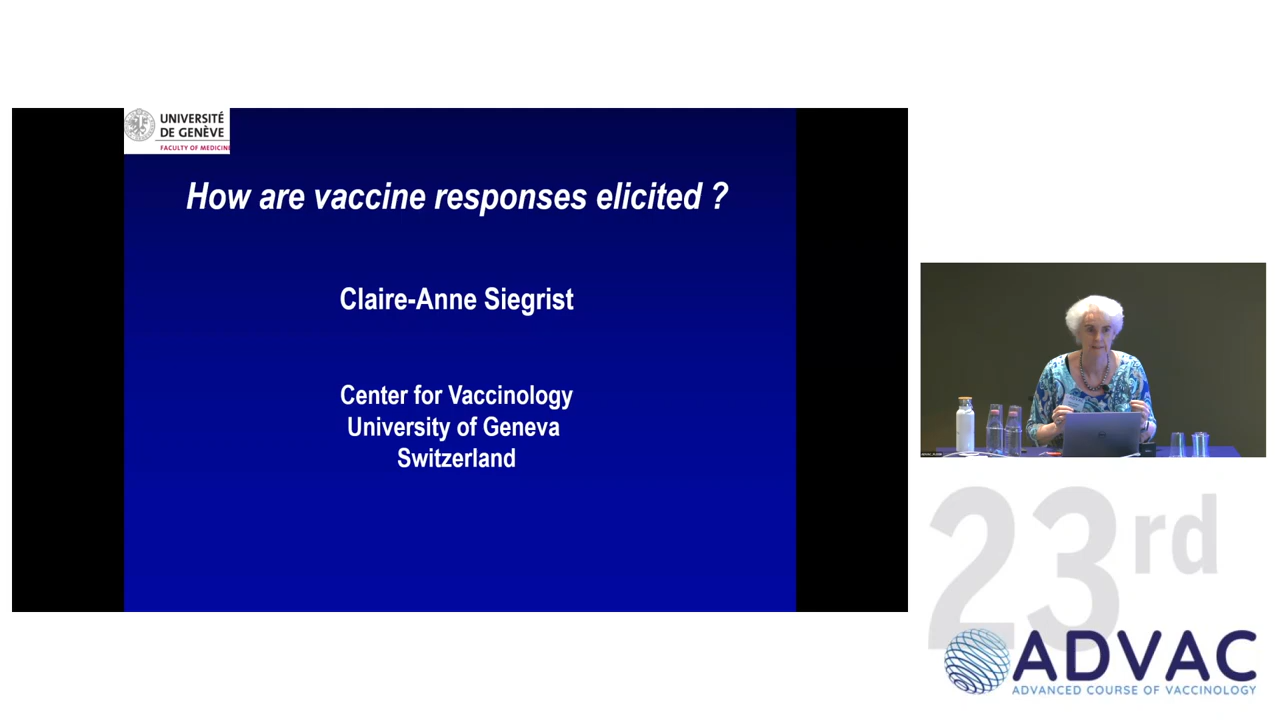 UNIVERSITÉ
DE GENÈVE
FACULTY OF MEDICINE
How are vaccine responses elicited ?
Claire-Anne Siegrist
Center for Vaccinology
University of Geneva
Switzerland
23rd
ADVAC
ADVANCED COURSE OF VACCINOLOGY